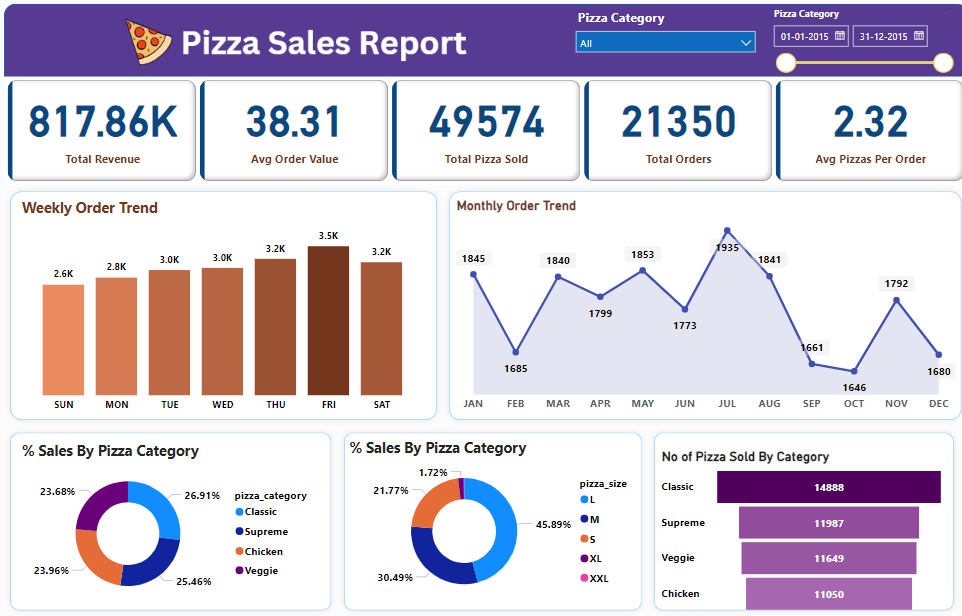 Pizza Sales Report
Pizza Category
All
Pizza Category
01-01-2015
31-12-2015
817.86K
Total Revenue
38.31
Avg Order Value
49574
Total Pizza Sold
21350
Total Orders
2.32
Avg Pizzas Per Order
Weekly Order Trend
2.6K
2.8K
3.0K
3.0K
3.2K
3.5K
3.2K
SUN
MON
TUE
WED
THU
FRI
SAT
Monthly Order Trend
1845
1685
1840
1799
1853
1773
1935
1841
1661
1646
1792
1680
JAN
FEB
MAR
APR
MAY
JUN
JUL
AUG
SEP
OCT
NOV
DEC
% Sales By Pizza Category
23.68%
26.91%
23.96%
25.46%
pizza_category
Classic
Supreme
Chicken
Veggie
% Sales By Pizza Category
1.72%
21.77%
45.89%
30.49%
pizza_size
L
M
S
XL
XXL
No of Pizza Sold By Category
Classic
14888
Supreme
11987
Veggie
11649
Chicken
11050